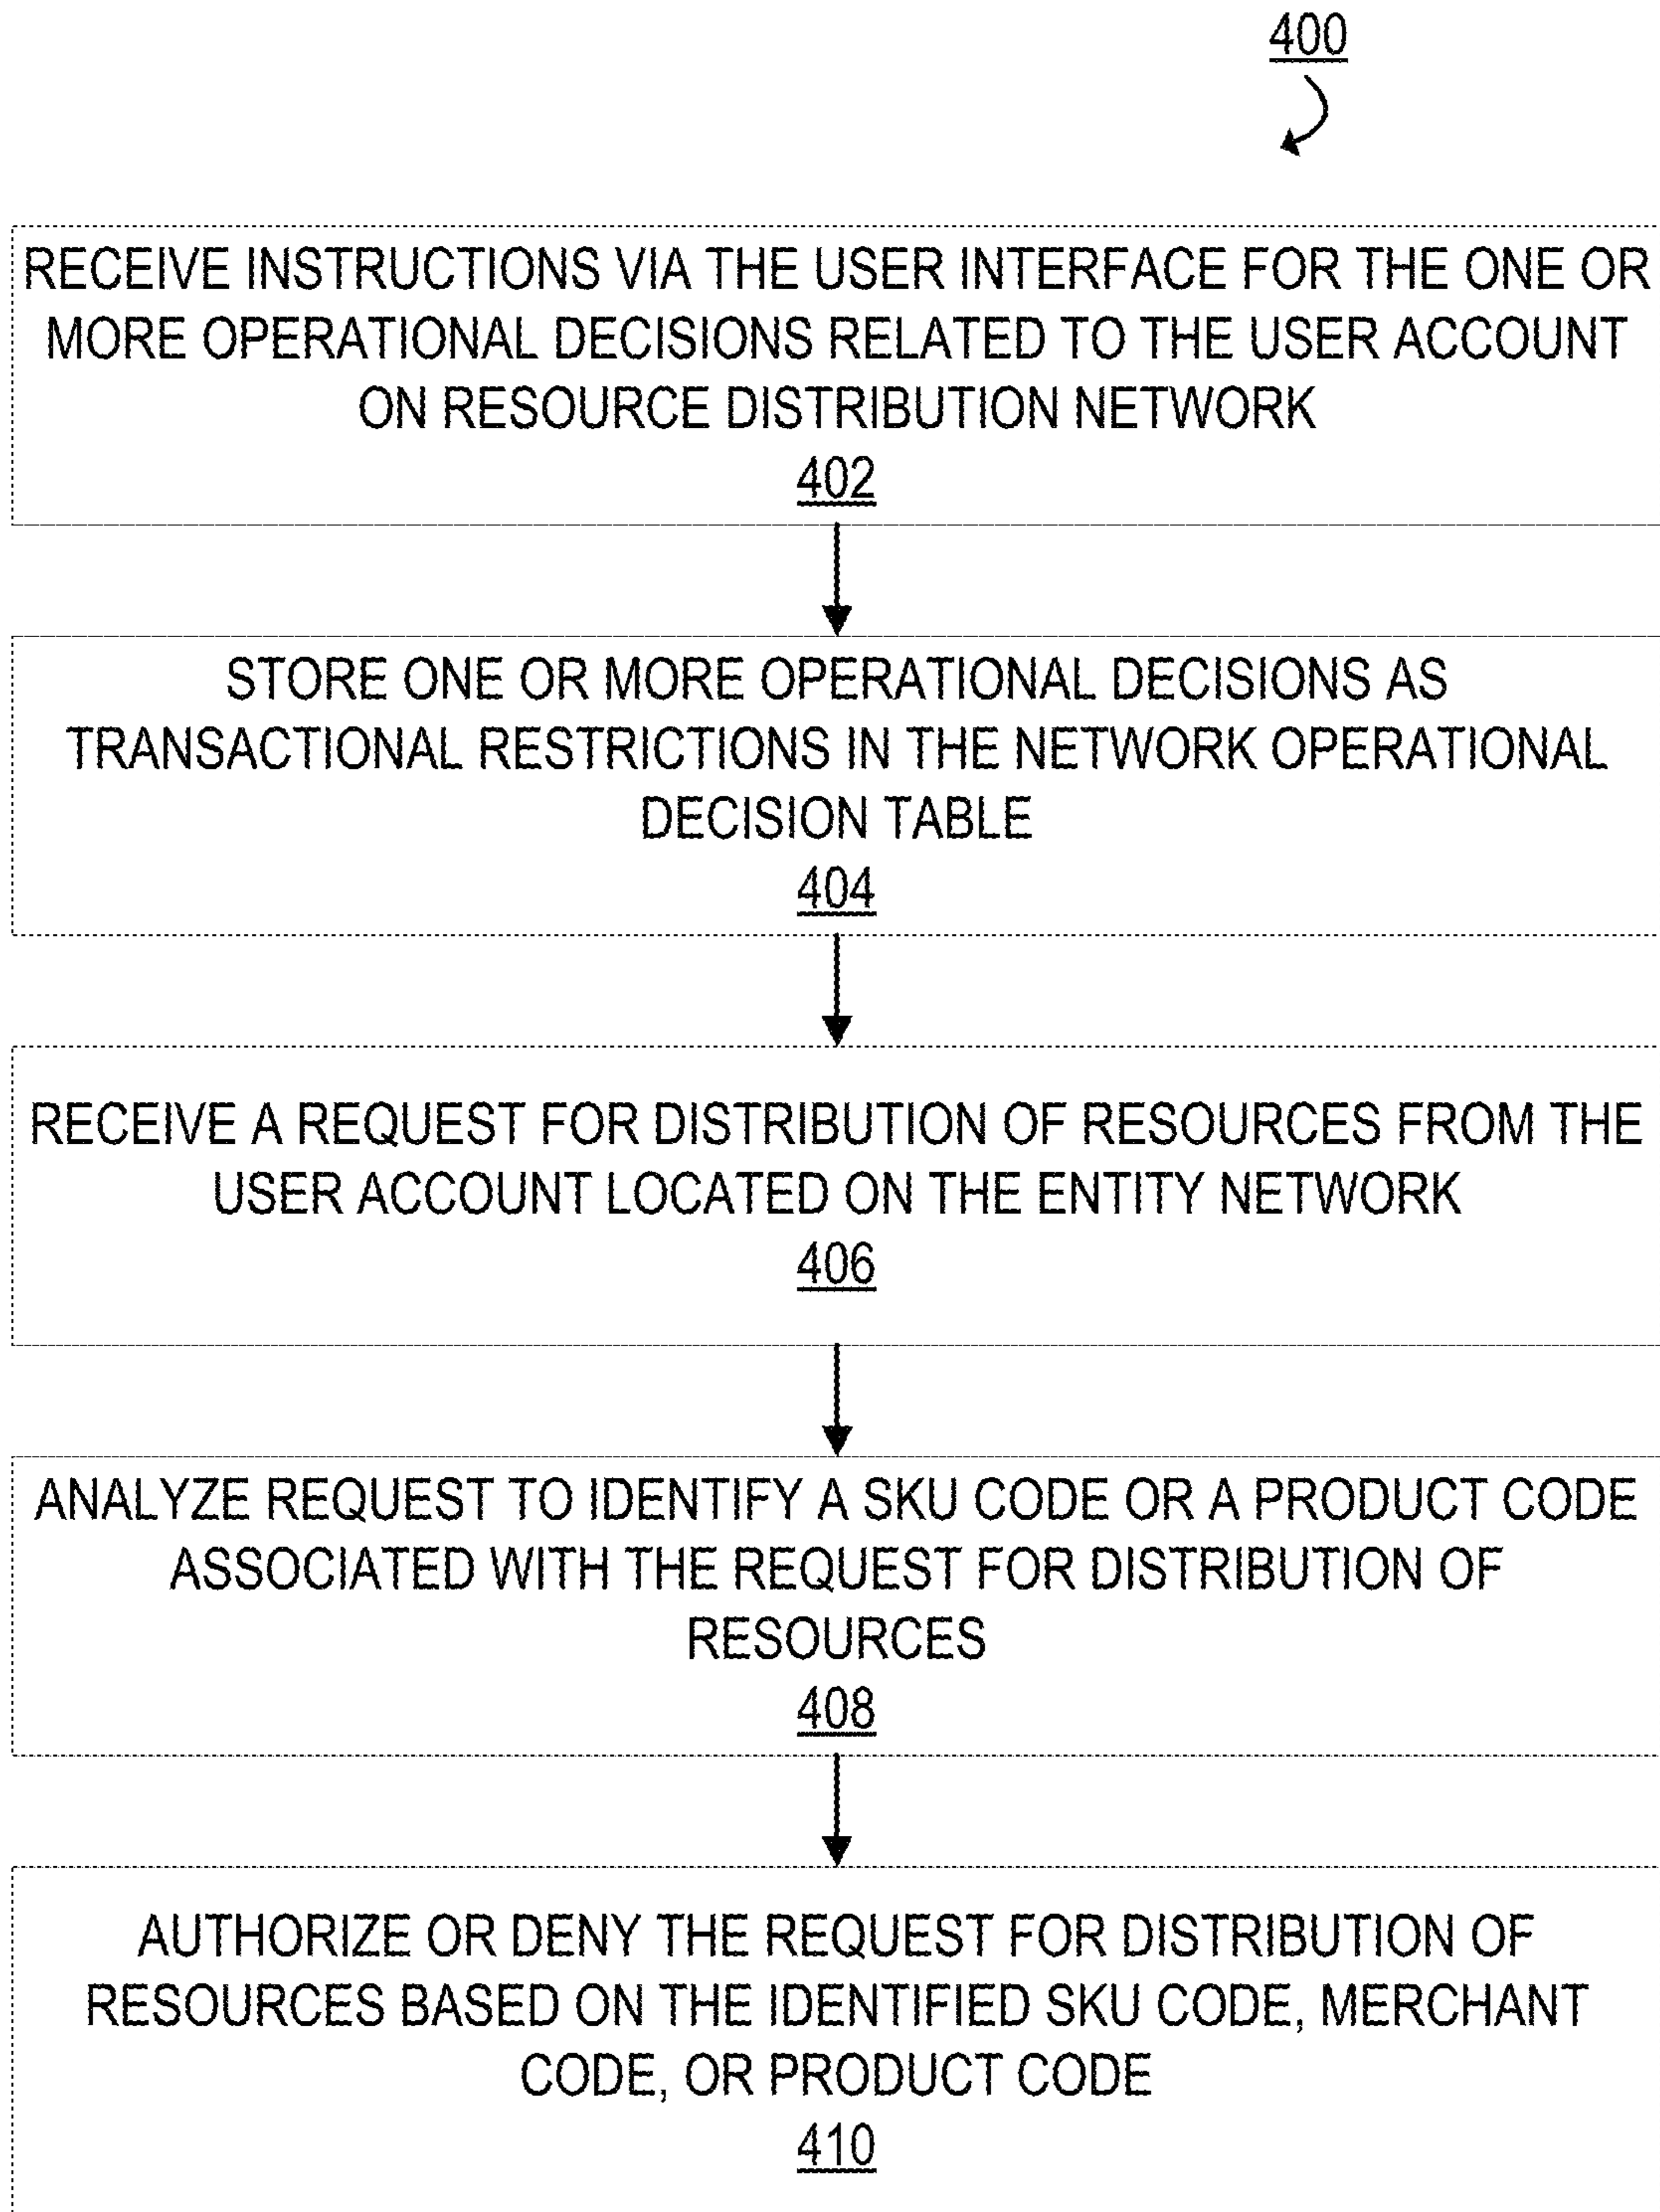 400
RECEIVE INSTRUCTIONS VIA THE USER INTERFACE FOR THE ONE OR
MORE OPERATIONAL DECISIONS RELATED TO THE USER ACCOUNT
ON RESOURCE DISTRIBUTION NETWORK
402
STORE ONE OR MORE OPERATIONAL DECISIONS AS
TRANSACTIONAL RESTRICTIONS IN THE NETWORK OPERATIONAL
DECISION TABLE
404
RECEIVE A REQUEST FOR DISTRIBUTION OF RESOURCES FROM THE
USER ACCOUNT LOCATED ON THE ENTITY NETWORK
406
ANALYZE REQUEST TO IDENTIFY A SKU CODE OR A PRODUCT CODE
ASSOCIATED WITH THE REQUEST FOR DISTRIBUTION OF
RESOURCES
408
AUTHORIZE OR DENY THE REQUEST FOR DISTRIBUTION OF
RESOURCES BASED ON THE IDENTIFIED SKU CODE, MERCHANT
CODE, OR PRODUCT CODE
410